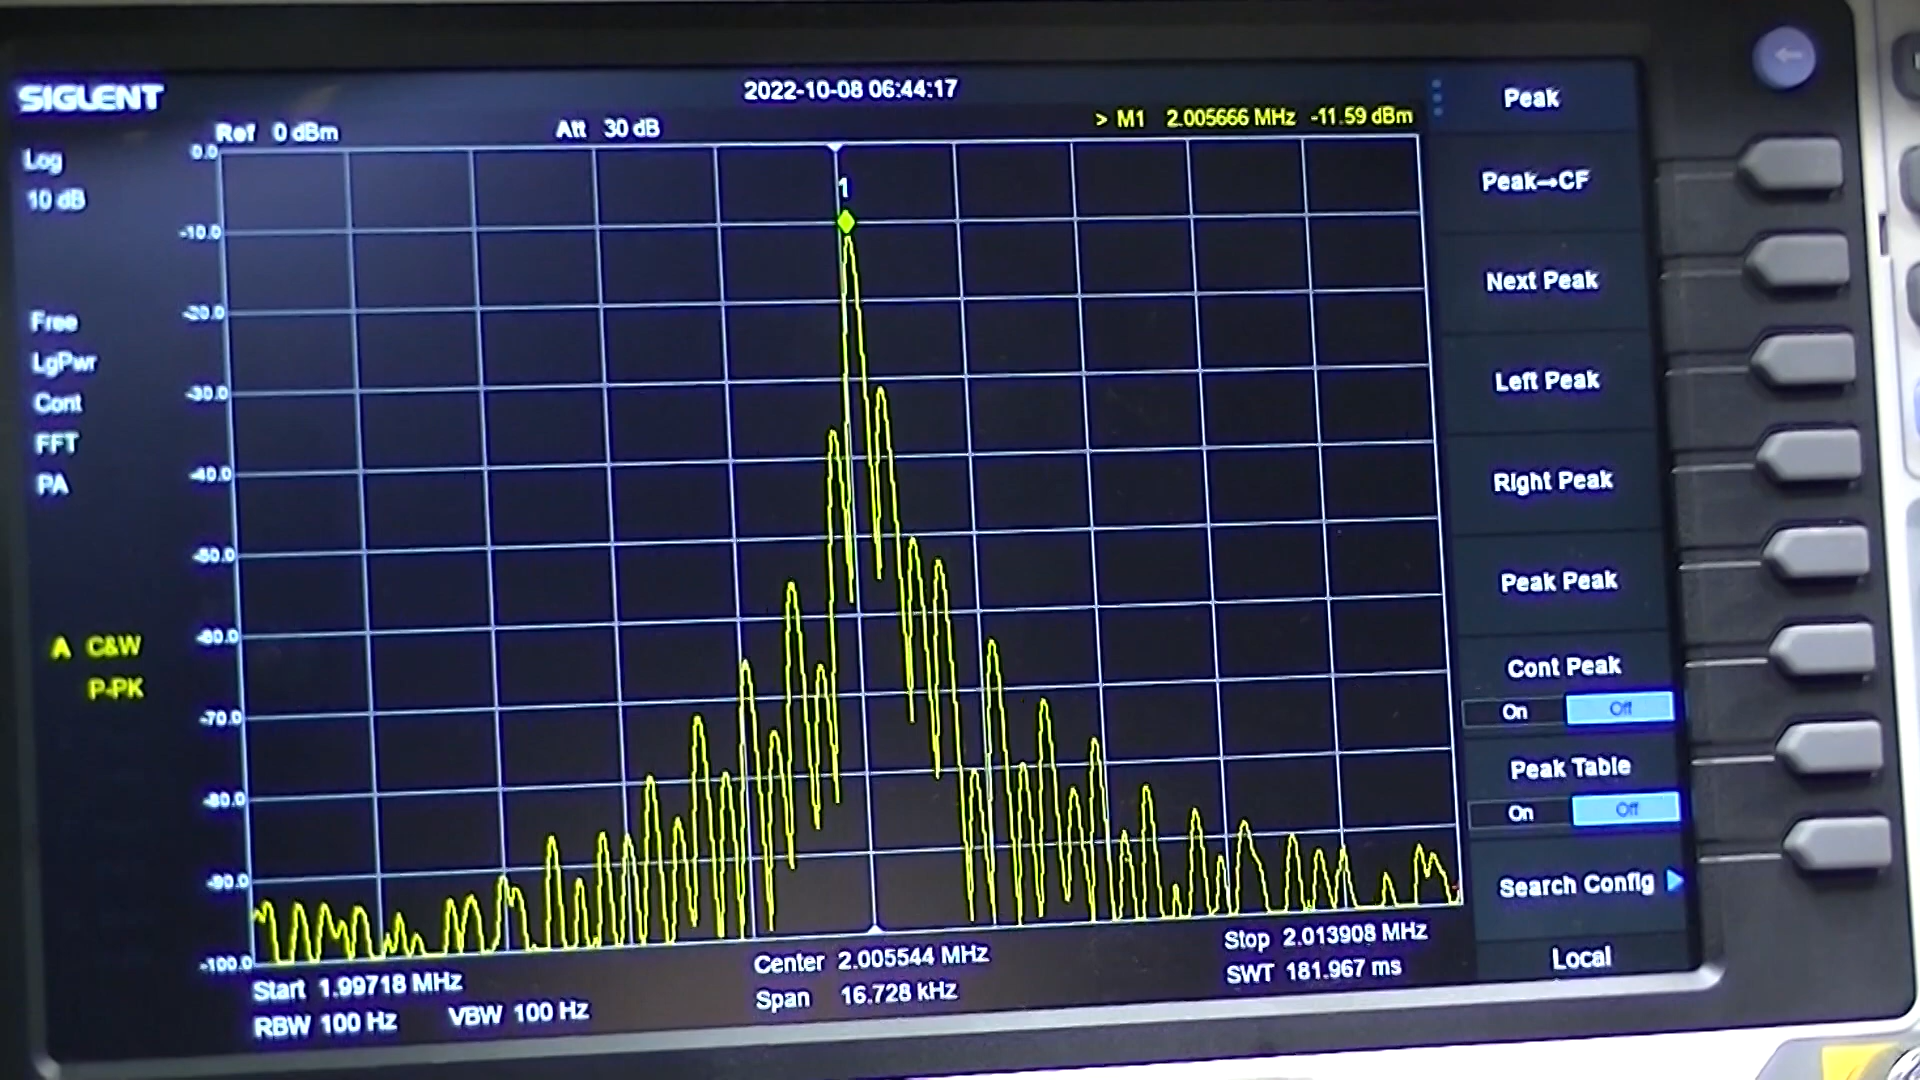 SIGLENT
2022-10-08 06:44:17
Ref 0 dBm
Att 30 dB
> M1 2.005666 MHz -11.59 dBm
Log
10 dB
Free
LgPwr
Cont
FFT
PA
A C&W
P-PK
0.0
-10.0
-20.0
-30.0
-40.0
-50.0
-60.0
-70.0
-80.0
-90.0
-100.0
1
Start 1.99718 MHz
RBW 100 Hz
VBW 100 Hz
Center 2.005544 MHz
Span 16.728 kHz
Stop 2.013908 MHz
SWT 181.967 ms
Peak
Peak→CF
Next Peak
Left Peak
Right Peak
Peak Peak
Cont Peak
On Off
Peak Table
On Off
Search Config
Local